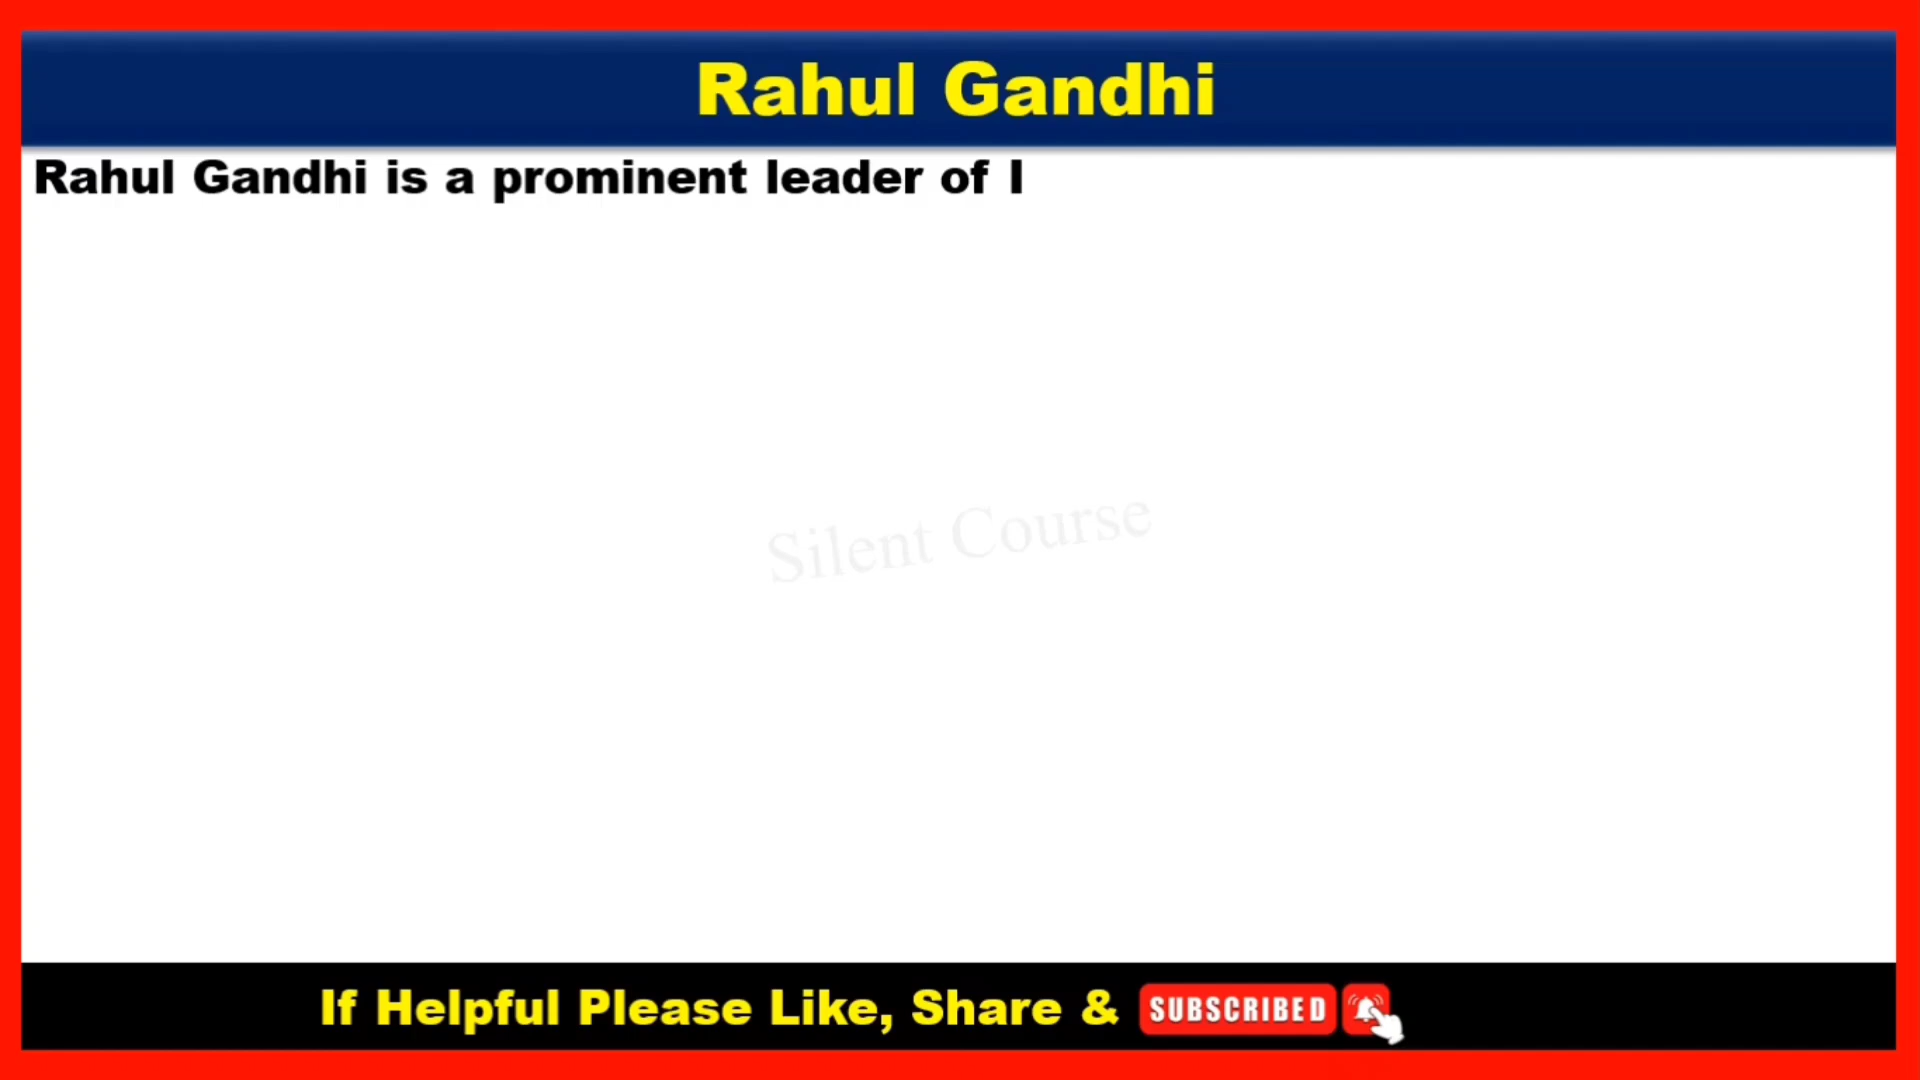 Rahul Gandhi
Rahul Gandhi is a prominent leader of I
Silent Course
If Helpful Please Like, Share & SUBSCRIBED